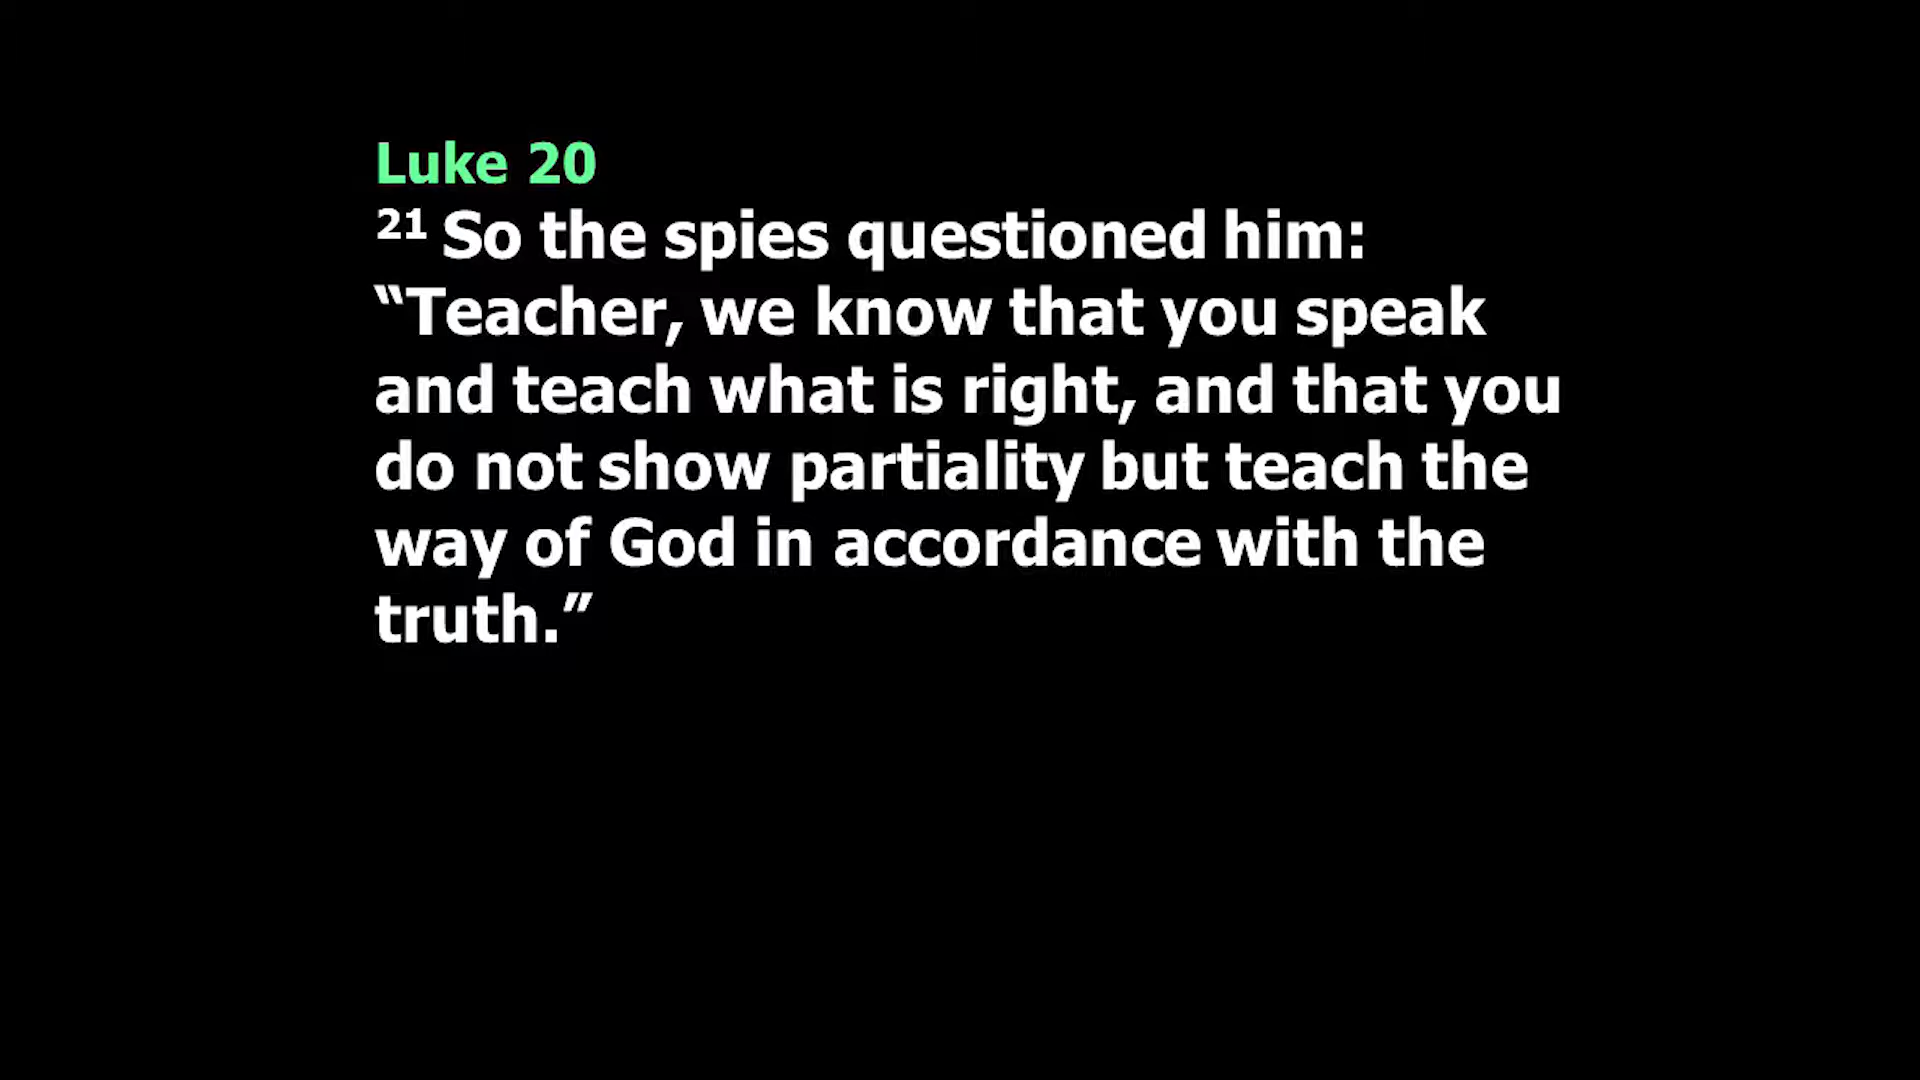 Luke 20
21 So the spies questioned him:
“Teacher, we know that you speak
and teach what is right, and that you
do not show partiality but teach the
way of God in accordance with the
truth.”